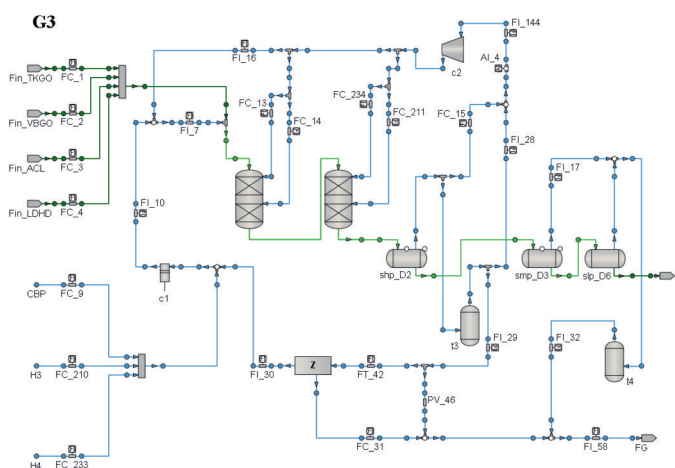 G3
FI_144
FI_16
c2
AI_4
Fin_TKGO
FC_1
FC_13
FC_234
FC_14
FC_211
FC_15
Fin_VBGO
FC_2
FI_7
FI_28
Fin_ACL
FC_3
FI_17
FI_10
Fin_LDHD
FC_4
shp_D2
smp_D3
slp_D6
c1
CBP
FC_9
t3
FI_29
FI_32
t4
Z
H3
FC_210
FI_30
FT_42
PV_46
FC_31
FI_58
FG
H4
FC_233